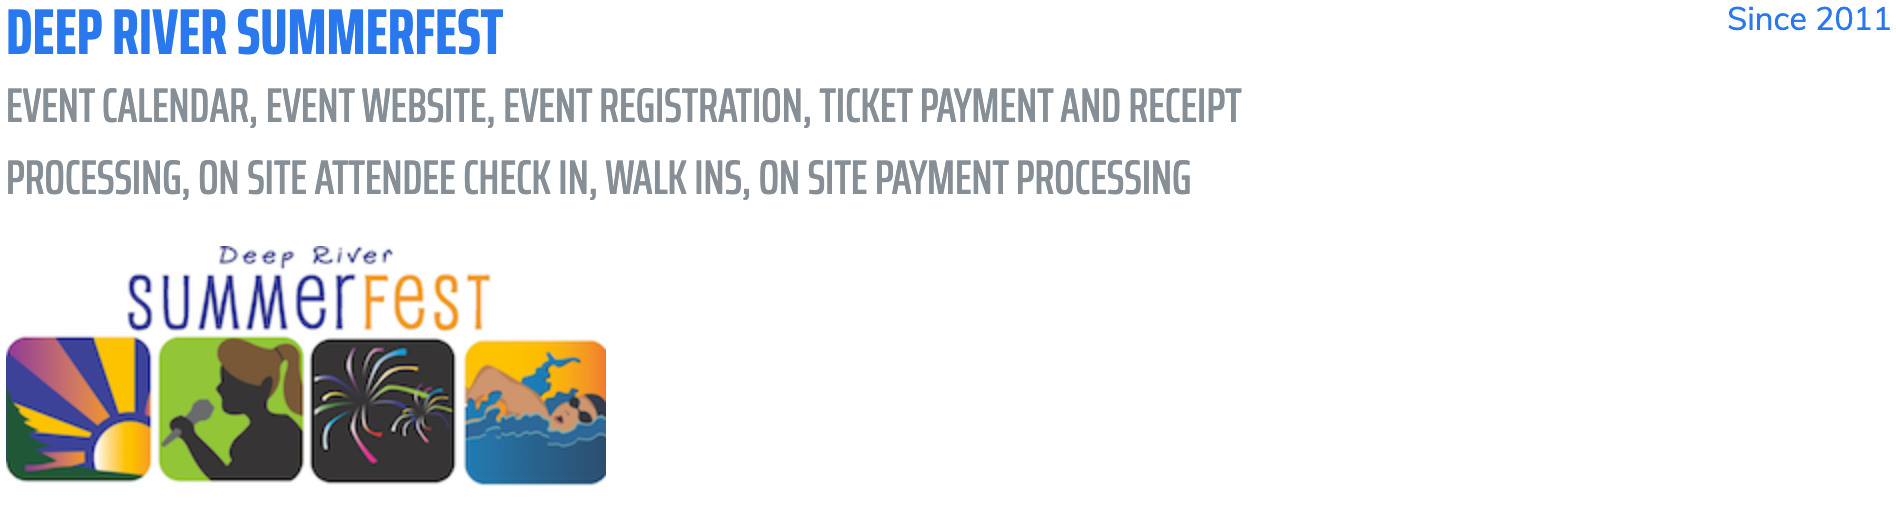 DEEP RIVER SUMMERFEST
Since 2011
EVENT CALENDAR, EVENT WEBSITE, EVENT REGISTRATION, TICKET PAYMENT AND RECEIPT
PROCESSING, ON SITE ATTENDEE CHECK IN, WALK INS, ON SITE PAYMENT PROCESSING
Deep River
SUMMerFeST